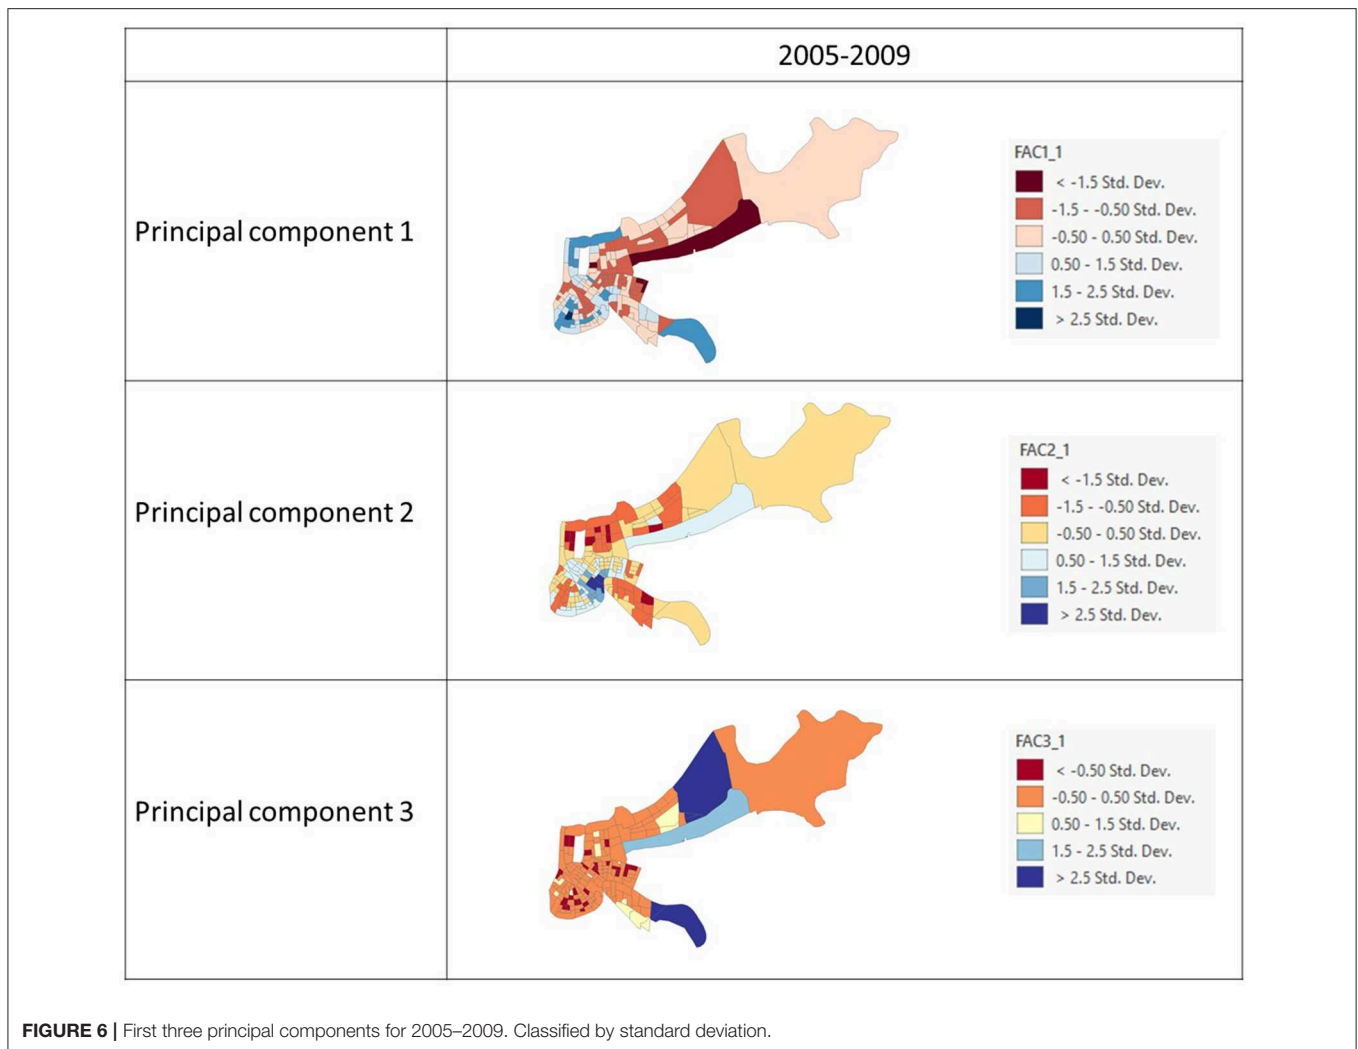 2005-2009
Principal component 1
FAC1_1
< -1.5 Std. Dev.
-1.5 - -0.50 Std. Dev.
-0.50 - 0.50 Std. Dev.
0.50 - 1.5 Std. Dev.
1.5 - 2.5 Std. Dev.
> 2.5 Std. Dev.
Principal component 2
FAC2_1
< -1.5 Std. Dev.
-1.5 - -0.50 Std. Dev.
-0.50 - 0.50 Std. Dev.
0.50 - 1.5 Std. Dev.
1.5 - 2.5 Std. Dev.
> 2.5 Std. Dev.
Principal component 3
FAC3_1
< -0.50 Std. Dev.
-0.50 - 0.50 Std. Dev.
0.50 - 1.5 Std. Dev.
1.5 - 2.5 Std. Dev.
> 2.5 Std. Dev.
FIGURE 6 | First three principal components for 2005–2009. Classified by standard deviation.